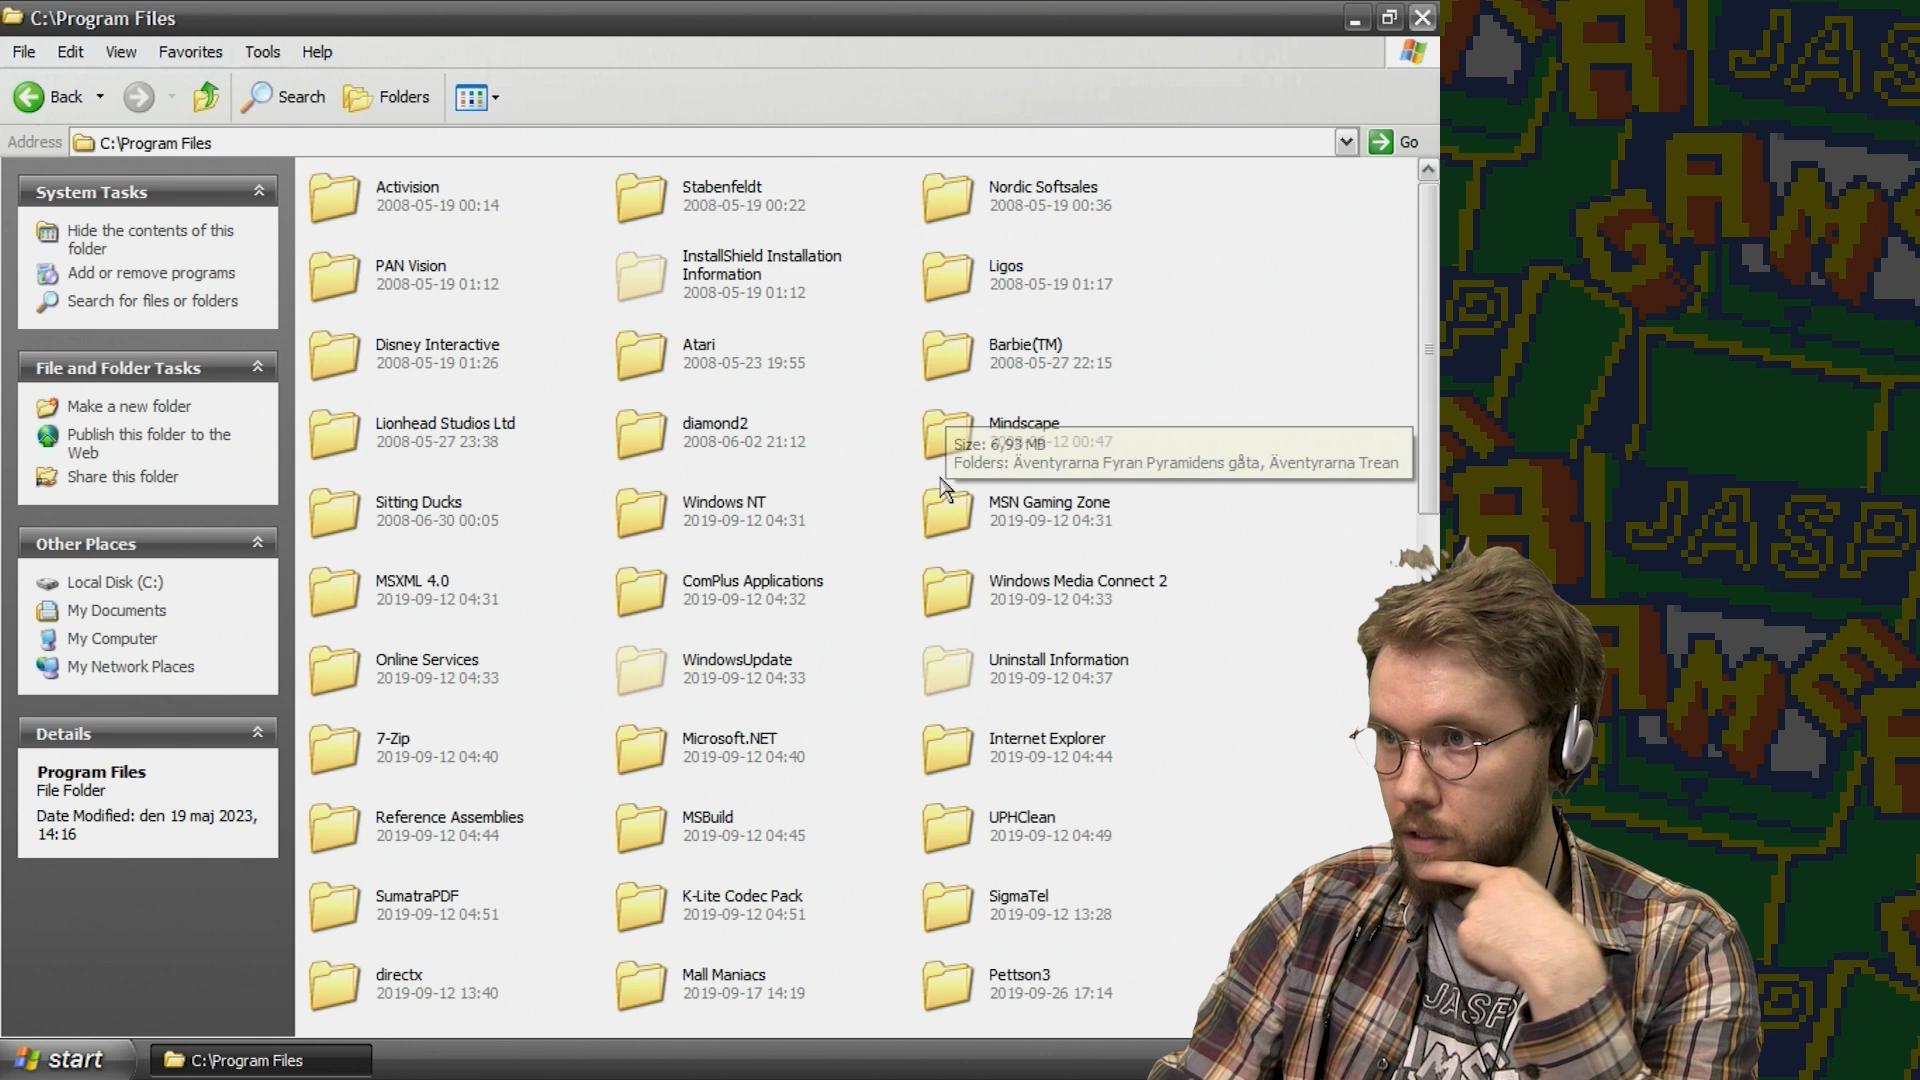 C:\Program Files
File Edit View Favorites Tools Help
Back Search Folders
Address C:\Program Files Go
System Tasks
Hide the contents of this
folder
Add or remove programs
Search for files or folders
File and Folder Tasks
Make a new folder
Publish this folder to the
Web
Share this folder
Other Places
Local Disk (C:)
My Documents
My Computer
My Network Places
Details
Program Files
File Folder
Date Modified: den 19 maj 2023,
14:16
Activision
2008-05-19 00:14
Stabenfeldt
2008-05-19 00:22
Nordic Softsales
2008-05-19 00:36
PAN Vision
2008-05-19 01:12
InstallShield Installation
Information
2008-05-19 01:12
Ligos
2008-05-19 01:17
Disney Interactive
2008-05-19 01:26
Atari
2008-05-23 19:55
Barbie(TM)
2008-05-27 22:15
Lionhead Studios Ltd
2008-05-27 23:38
diamond2
2008-06-02 21:12
Mindscape
00:47
Size: 6,93 MB
Folders: Äventyrarna Fyran Pyramidens gåta, Äventyrarna Trean
Sitting Ducks
2008-06-30 00:05
Windows NT
2019-09-12 04:31
MSN Gaming Zone
2019-09-12 04:31
MSXML 4.0
2019-09-12 04:31
ComPlus Applications
2019-09-12 04:32
Windows Media Connect 2
2019-09-12 04:33
Online Services
2019-09-12 04:33
WindowsUpdate
2019-09-12 04:33
Uninstall Information
2019-09-12 04:37
7-Zip
2019-09-12 04:40
Microsoft.NET
2019-09-12 04:40
Internet Explorer
2019-09-12 04:44
Reference Assemblies
2019-09-12 04:44
MSBuild
2019-09-12 04:45
UPHClean
2019-09-12 04:49
SumatraPDF
2019-09-12 04:51
K-Lite Codec Pack
2019-09-12 04:51
SigmaTel
2019-09-12 13:28
directx
2019-09-12 13:40
Mall Maniacs
2019-09-17 14:19
Pettson3
2019-09-26 17:14
start C:\Program Files
JAS
GAM
JASP
AME
JASP